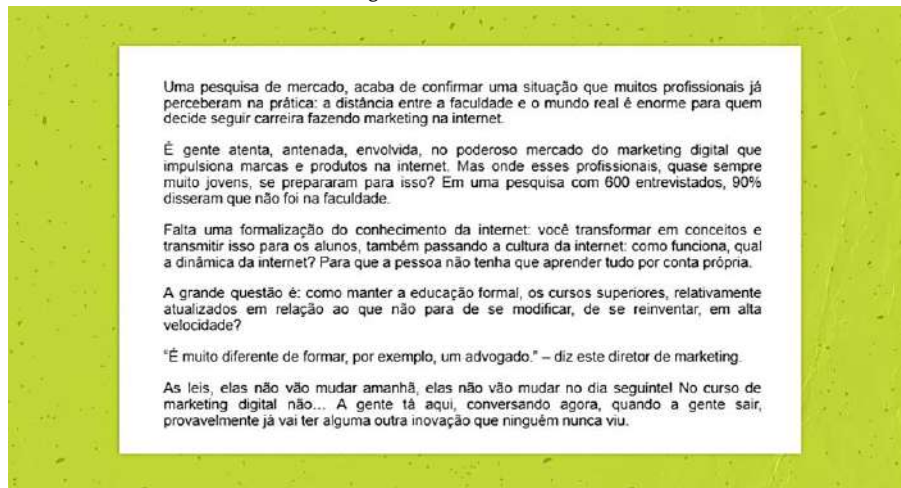 Uma pesquisa de mercado, acaba de confirmar uma situação que muitos profissionais já
perceberam na prática: a distância entre a faculdade e o mundo real é enorme para quem
decide seguir carreira fazendo marketing na internet.
É gente atenta, antenada, envolvida, no poderoso mercado do marketing digital que
impulsiona marcas e produtos na internet. Mas onde esses profissionais, quase sempre
muito jovens, se prepararam para isso? Em uma pesquisa com 600 entrevistados, 90%
disseram que não foi na faculdade.
Falta uma formalização do conhecimento da internet: você transformar em conceitos e
transmitir isso para os alunos, também passando a cultura da internet: como funciona, qual
a dinâmica da internet? Para que a pessoa não tenha que aprender tudo por conta própria.
A grande questão é: como manter a educação formal, os cursos superiores, relativamente
atualizados em relação ao que não para de se modificar, de se reinventar, em alta
velocidade?
“É muito diferente de formar, por exemplo, um advogado.” – diz este diretor de marketing.
As leis, elas não vão mudar amanhã, elas não vão mudar no dia seguinte! No curso de
marketing digital não... A gente tá aqui, conversando agora, quando a gente sair,
provavelmente já vai ter alguma outra inovação que ninguém nunca viu.